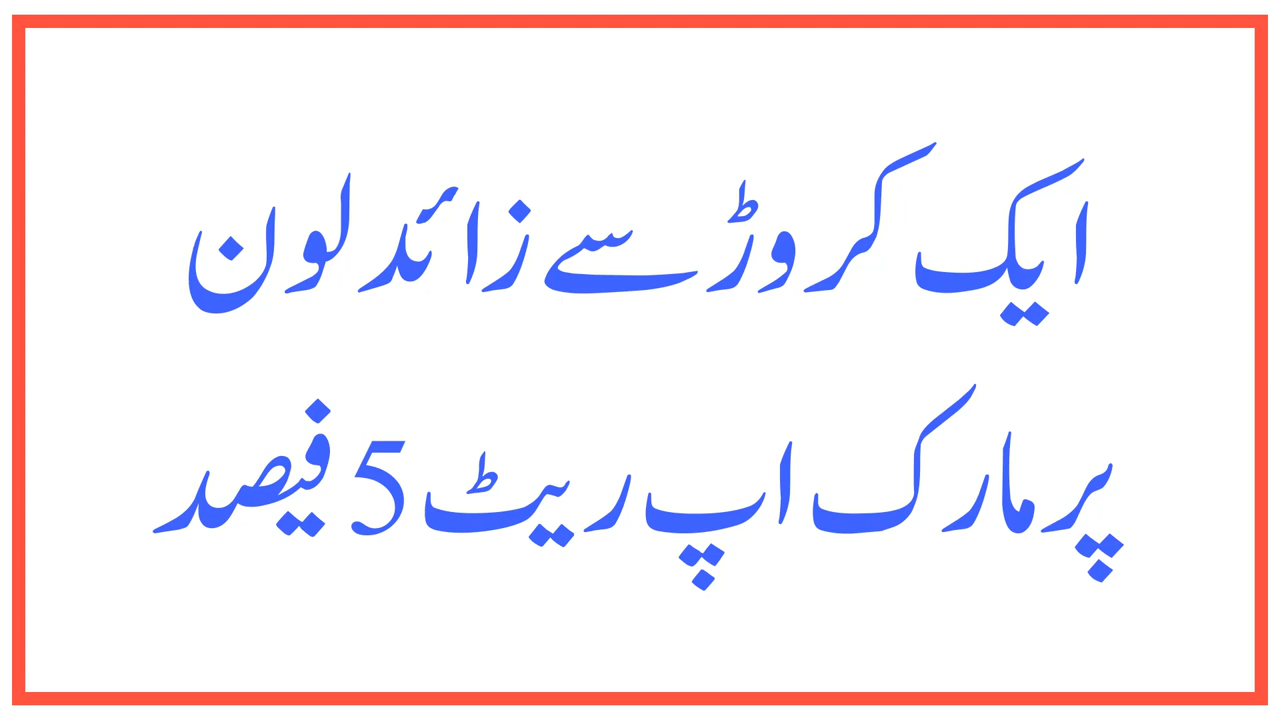 ایک کروڑ سے زائد لون
پر مارک اپ ریٹ 5 فیصد